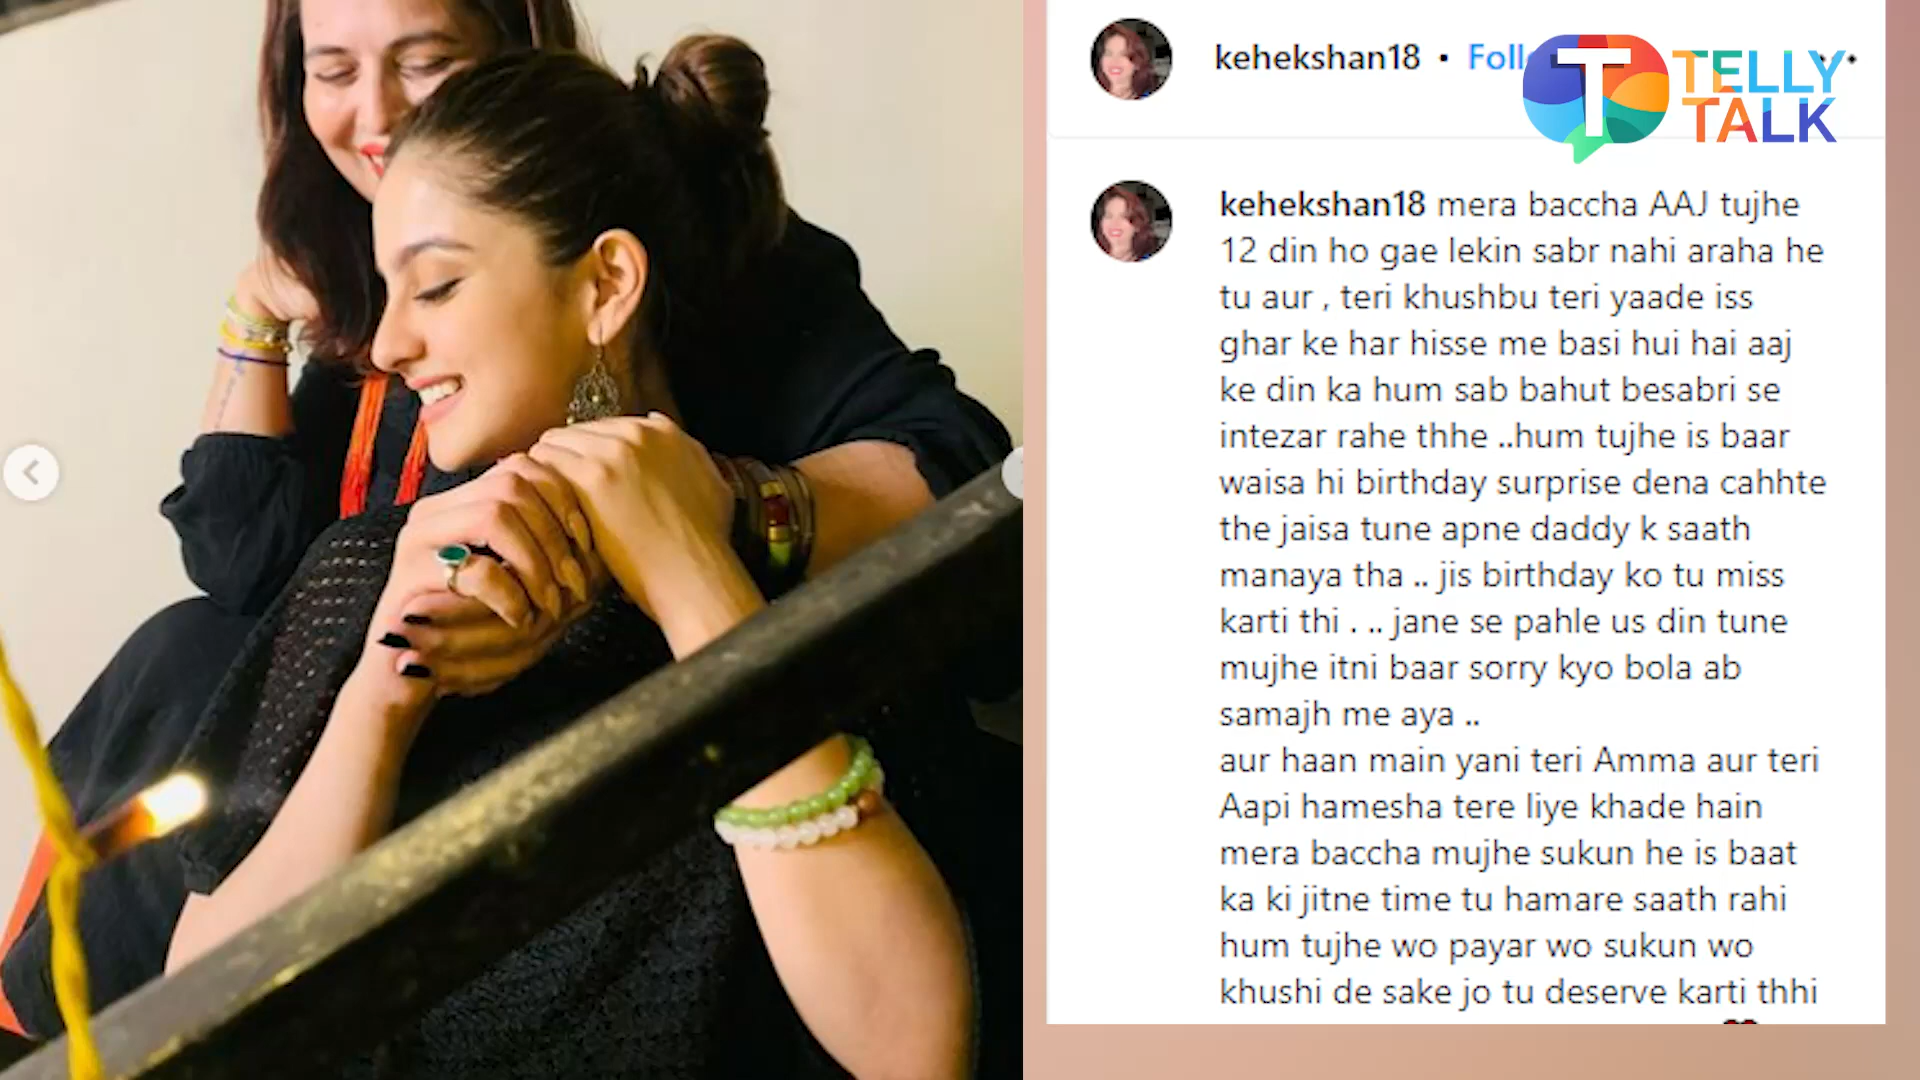 kehekshan18 • Foll
TELLY
TALK
kehekshan18 mera baccha AAJ tujhe
12 din ho gae lekin sabr nahi araha he
tu aur , teri khushbu teri yaade iss
ghar ke har hisse me basi hui hai aaj
ke din ka hum sab bahut besabri se
intezar rahe thhe ..hum tujhe is baar
waisa hi birthday surprise dena cahhte
the jaisa tune apne daddy k saath
manaya tha .. jis birthday ko tu miss
karti thi . .. jane se pahle us din tune
mujhe itni baar sorry kyo bola ab
samajh me aya ..
aur haan main yani teri Amma aur teri
Aapi hamesha tere liye khade hain
mera baccha mujhe sukun he is baat
ka ki jitne time tu hamare saath rahi
hum tujhe wo payar wo sukun wo
khushi de sake jo tu deserve karti thhi